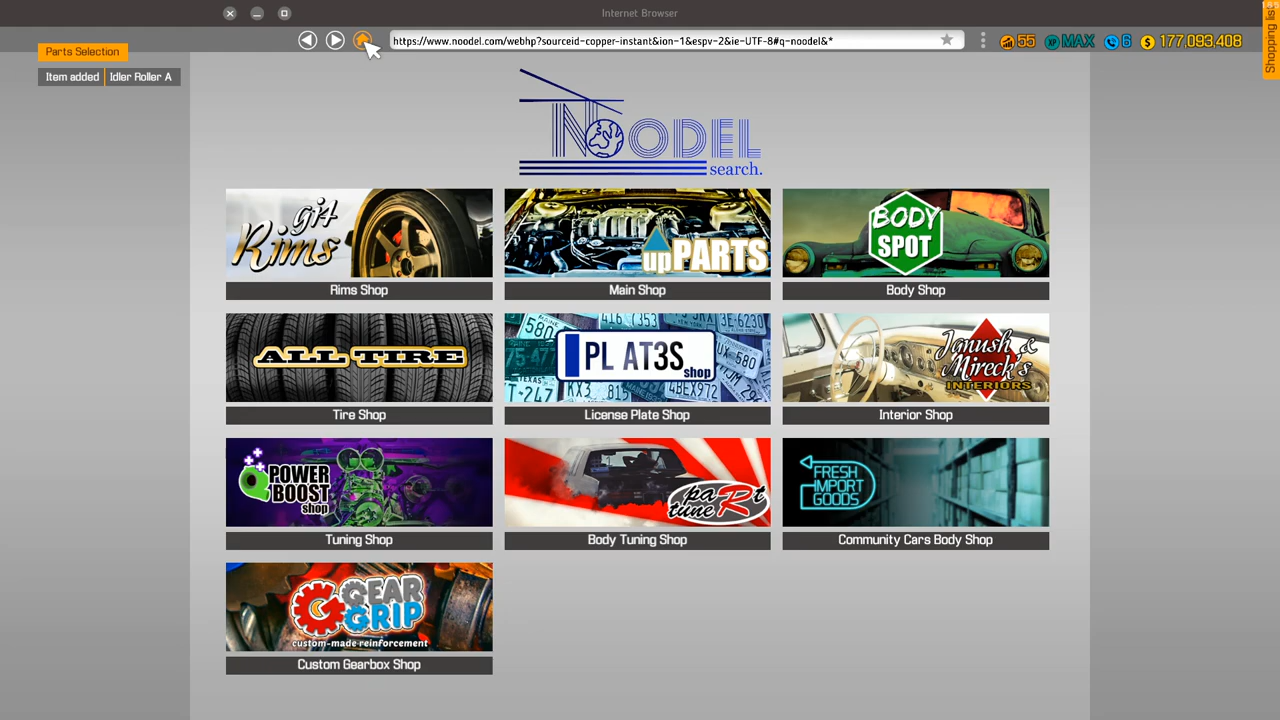 Internet Browser
https://www.noodel.com/webhp?sourceid-copper-instant&ion-1&espv-2&ie-UTF-8#q-noodel&*
55
XP MAX
6
$ 177,093,408
Shopping list
Parts Selection
Item added Idler Roller A
NOODEL
search.
gj4 Rims
Rims Shop
upPARTS
Main Shop
BODY SPOT
Body Shop
ALL TIRE
Tire Shop
PL AT3S shop
License Plate Shop
Janush & Mireck's INTERIORS
Interior Shop
POWER BOOST shop
Tuning Shop
paRt tune
Body Tuning Shop
FRESH IMPORT GOODS
Community Cars Body Shop
GEAR GRIP
custom-made reinforcement
Custom Gearbox Shop